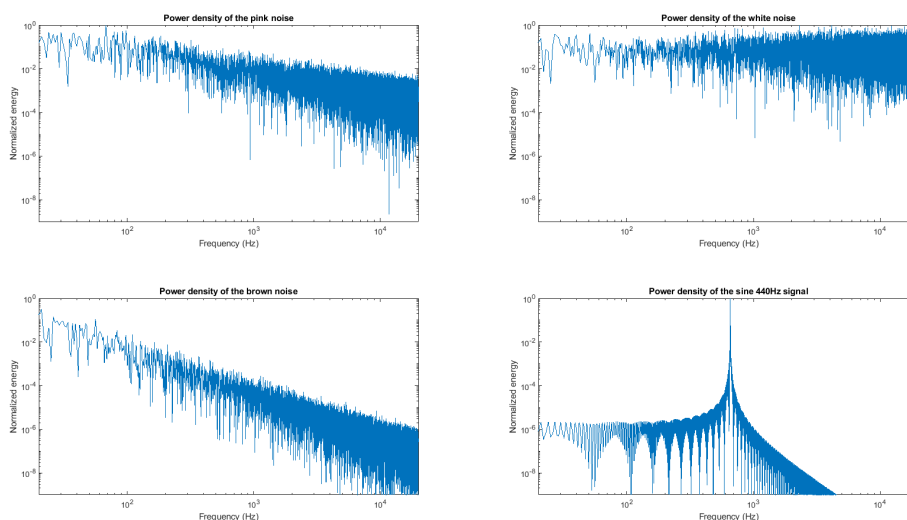 Power density of the pink noise
10^0
10^-2
10^-4
10^-6
10^-8
Normalized energy
10^2 10^3 10^4
Frequency (Hz)
Power density of the white noise
10^0
10^-2
10^-4
10^-6
10^-8
Normalized energy
10^2 10^3 10^4
Frequency (Hz)
Power density of the brown noise
10^0
10^-2
10^-4
10^-6
10^-8
Normalized energy
10^2 10^3 10^4
Frequency (Hz)
Power density of the sine 440Hz signal
10^0
10^-2
10^-4
10^-6
10^-8
Normalized energy
10^2 10^3 10^4
Frequency (Hz)